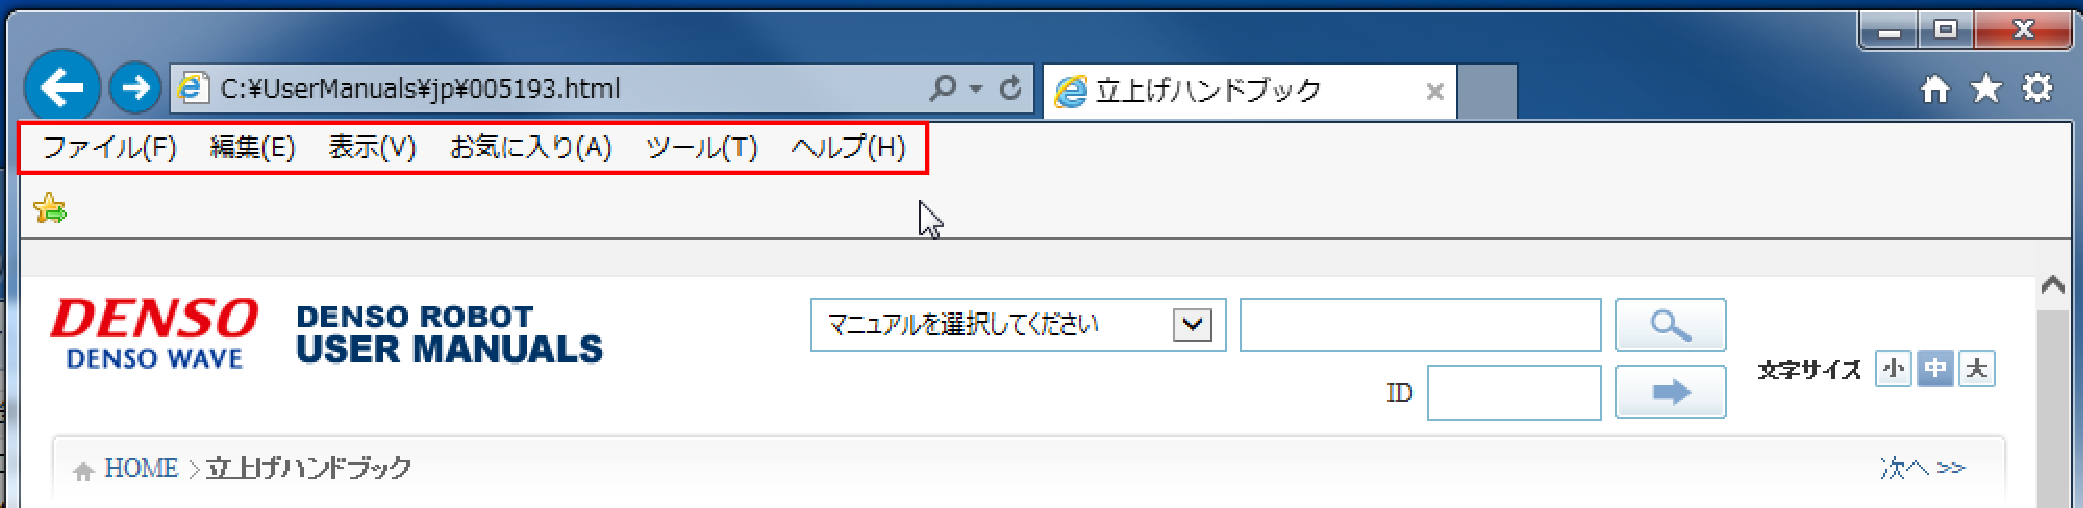 C:¥UserManuals¥jp¥005193.html
立上げハンドブック
ファイル(F) 編集(E) 表示(V) お気に入り(A) ツール(T) ヘルプ(H)
DENSO
DENSO WAVE
DENSO ROBOT
USER MANUALS
マニュアルを選択してください
ID
文字サイズ 小 中 大
HOME > 立上げハンドブック
次へ >>